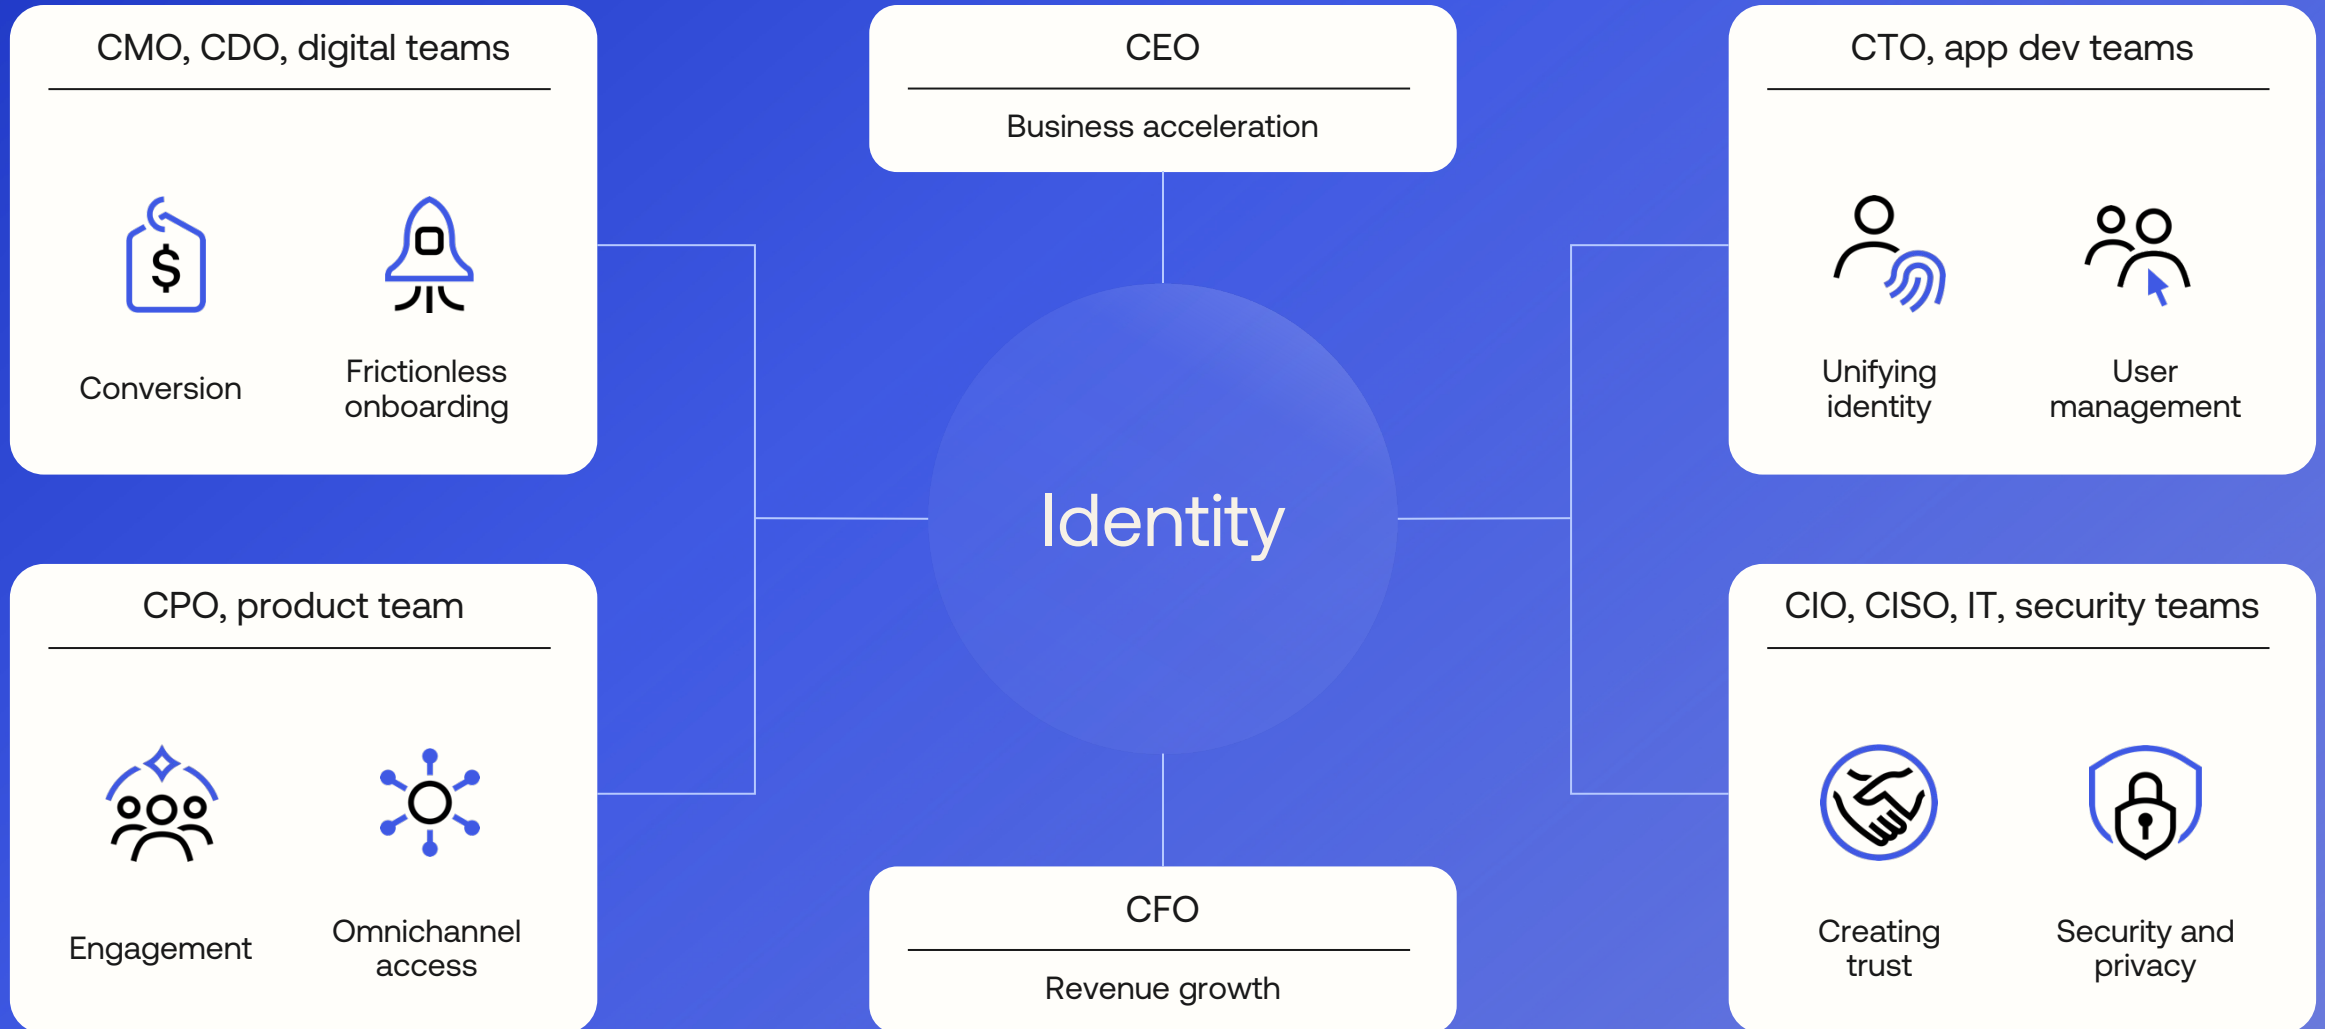 CMO, CDO, digital teams
$
Conversion
Frictionless
onboarding
CEO
Business acceleration
CTO, app dev teams
Unifying
identity
User
management
Identity
CPO, product team
Engagement
Omnichannel
access
CFO
Revenue growth
CIO, CISO, IT, security teams
Creating
trust
Security and
privacy